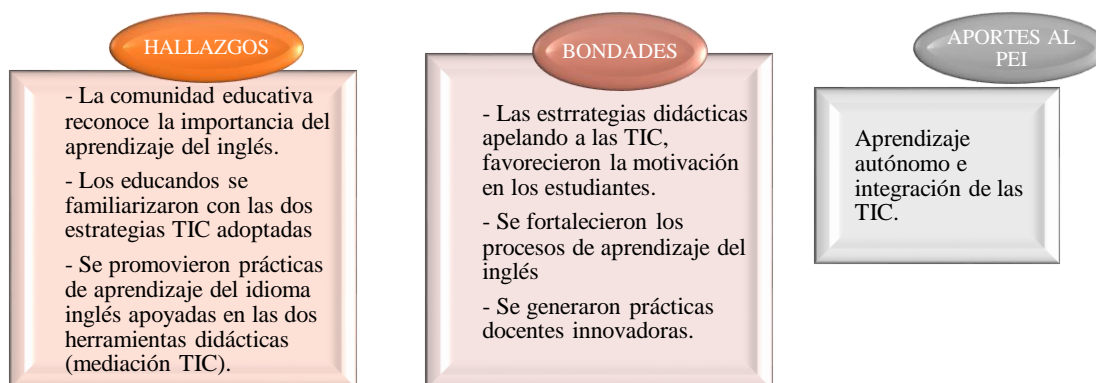 HALLAZGOS
- La comunidad educativa
reconoce la importancia del
aprendizaje del inglés.
- Los educandos se
familiarizaron con las dos
estrategias TIC adoptadas
- Se promovieron prácticas
de aprendizaje del idioma
inglés apoyadas en las dos
herramientas didácticas
(mediación TIC).
BONDADES
- Las estrrategias didácticas
apelando a las TIC,
favorecieron la motivación
en los estudiantes.
- Se fortalecieron los
procesos de aprendizaje del
inglés
- Se generaron prácticas
docentes innovadoras.
APORTES AL
PEI
Aprendizaje
autónomo e
integración de las
TIC.